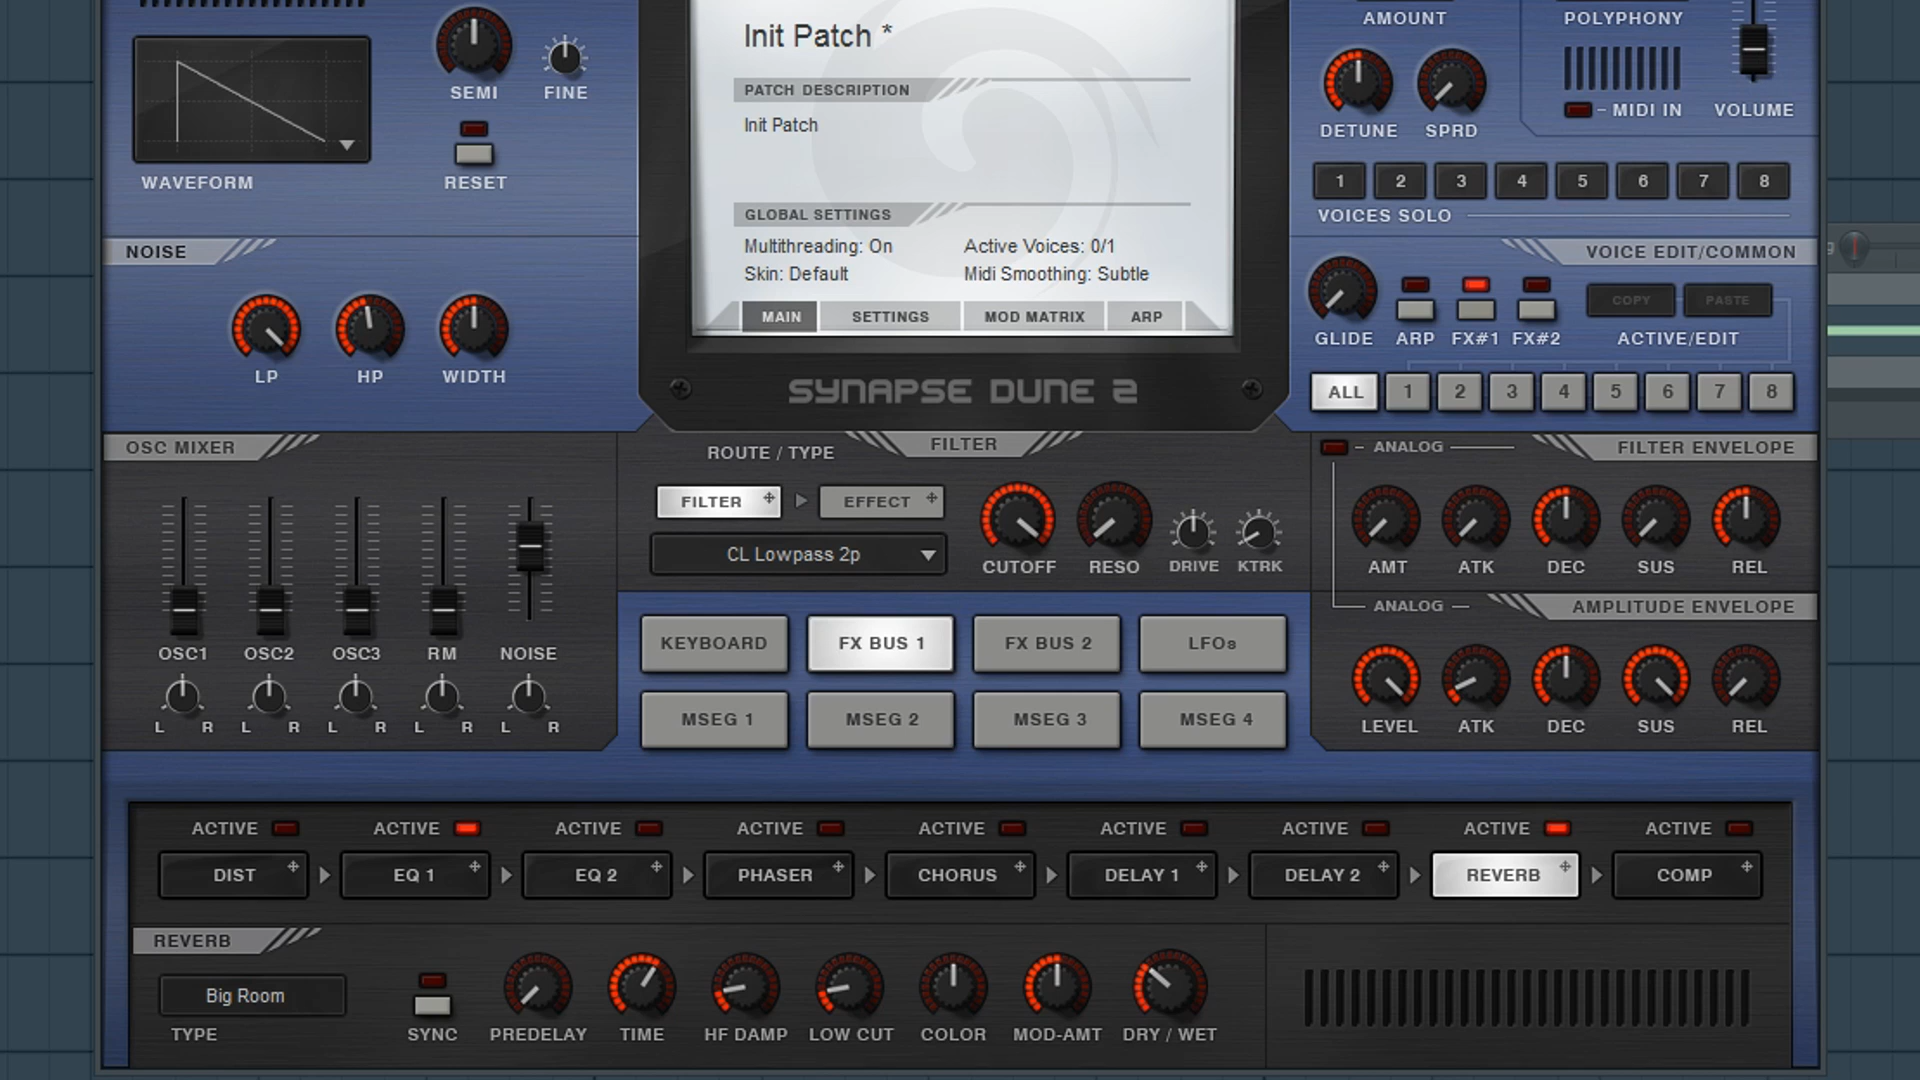 Init Patch *
PATCH DESCRIPTION
Init Patch
GLOBAL SETTINGS
Multithreading: On Active Voices: 0/1
Skin: Default Midi Smoothing: Subtle
MAIN SETTINGS MOD MATRIX ARP
SYNAPSE DUNE 2
SEMI FINE
WAVEFORM RESET
NOISE
LP HP WIDTH
AMOUNT POLYPHONY
DETUNE SPRD MIDI IN VOLUME
1 2 3 4 5 6 7 8
VOICES SOLO
VOICE EDIT/COMMON
COPY PASTE
GLIDE ARP FX#1 FX#2 ACTIVE/EDIT
ALL 1 2 3 4 5 6 7 8
OSC MIXER
OSC1 OSC2 OSC3 RM NOISE
L R L R L R L R L R
ROUTE / TYPE FILTER
FILTER EFFECT
CL Lowpass 2p
CUTOFF RESO DRIVE KTRK
ANALOG FILTER ENVELOPE
AMT ATK DEC SUS REL
ANALOG AMPLITUDE ENVELOPE
LEVEL ATK DEC SUS REL
KEYBOARD FX BUS 1 FX BUS 2 LFOs
MSEG 1 MSEG 2 MSEG 3 MSEG 4
ACTIVE ACTIVE ACTIVE ACTIVE ACTIVE ACTIVE ACTIVE ACTIVE ACTIVE
DIST EQ 1 EQ 2 PHASER CHORUS DELAY 1 DELAY 2 REVERB COMP
REVERB
Big Room
TYPE SYNC PREDELAY TIME HF DAMP LOW CUT COLOR MOD-AMT DRY / WET